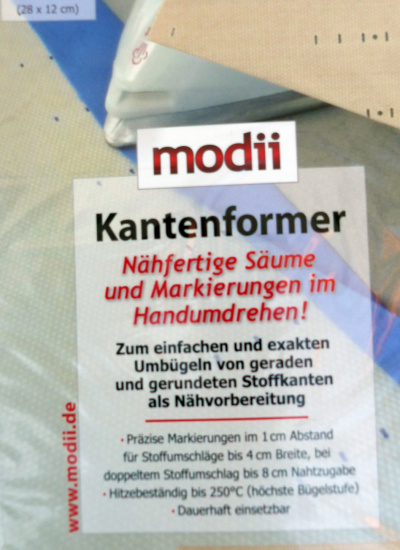 (28 x 12 cm)
modii
Kantenformer
Nähfertige Säume
und Markierungen im
Handumdrehen!
Zum einfachen und exakten
Umbügeln von geraden
und gerundeten Stoffkanten
als Nähvorbereitung
• Präzise Markierungen im 1 cm Abstand
für Stoffumschläge bis 4 cm Breite, bei
doppeltem Stoffumschlag bis 8 cm Nahtzugabe
• Hitzebeständig bis 250°C (höchste Bügelstufe)
• Dauerhaft einsetzbar
www.modii.de